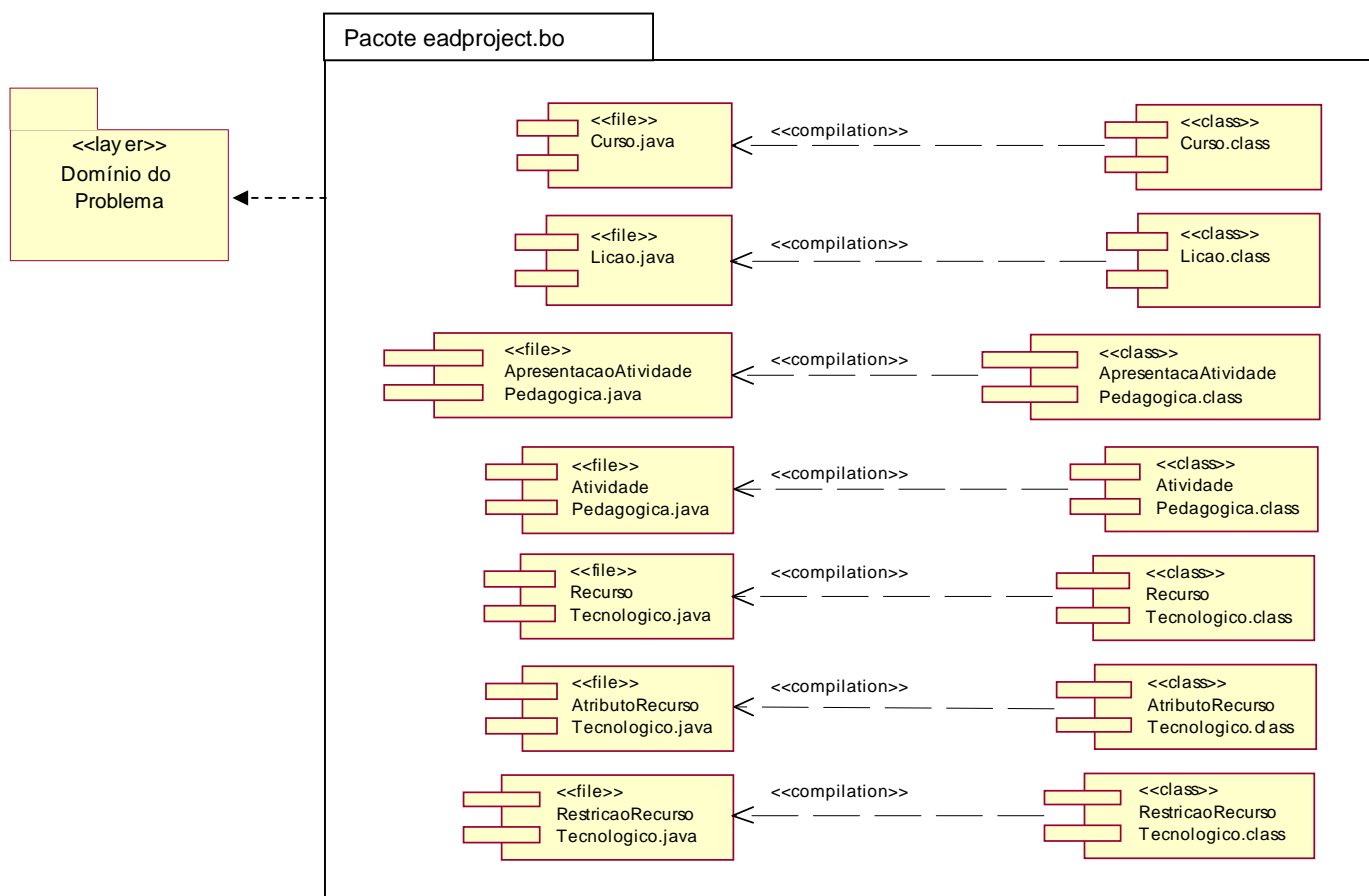 Pacote eadproject.bo
<<layer>>
Domínio do
Problema
<<file>>
Curso.java
<<compilation>>
<<class>>
Curso.class
<<file>>
Licao.java
<<compilation>>
<<class>>
Licao.class
<<file>>
ApresentacaoAtividade
Pedagogica.java
<<compilation>>
<<class>>
ApresentacaAtividade
Pedagogica.class
<<file>>
Atividade
Pedagogica.java
<<compilation>>
<<class>>
Atividade
Pedagogica.class
<<file>>
Recurso
Tecnologico.java
<<compilation>>
<<class>>
Recurso
Tecnologico.class
<<file>>
AtributoRecurso
Tecnologico.java
<<compilation>>
<<class>>
AtributoRecurso
Tecnologico.class
<<file>>
RestricaoRecurso
Tecnologico.java
<<compilation>>
<<class>>
RestricaoRecurso
Tecnologico.class